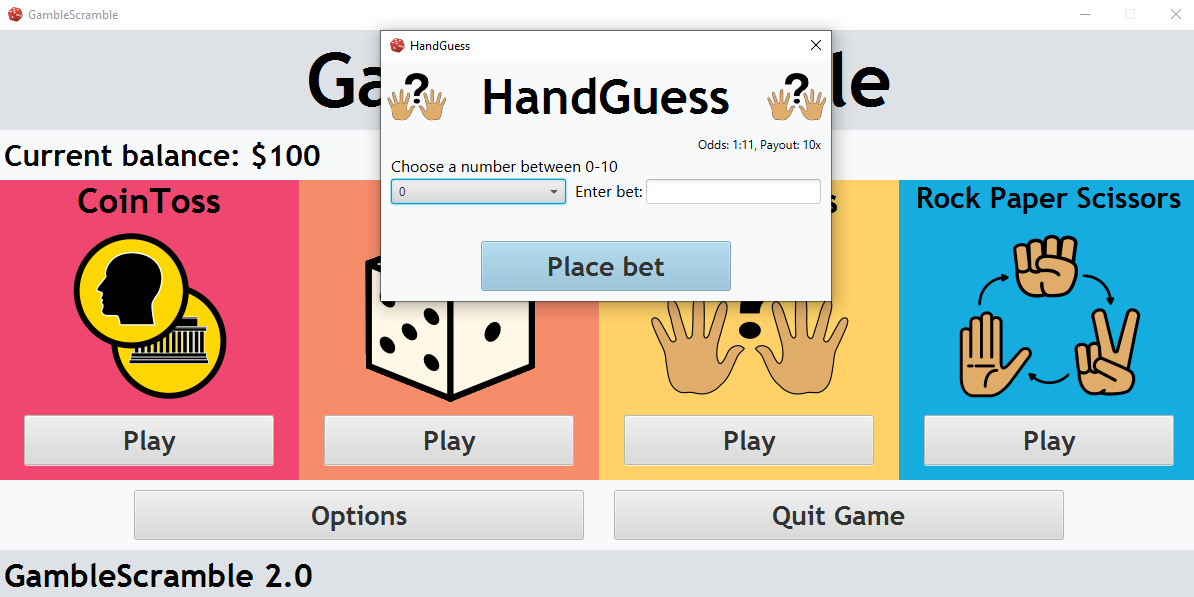 GambleScramble
HandGuess
HandGuess
Odds: 1:11, Payout: 10x
Choose a number between 0-10
0
Enter bet:
Place bet
Ga
le
Current balance: $100
CoinToss
s
Rock Paper Scissors
Play
Play
Play
Play
Options
Quit Game
GambleScramble 2.0